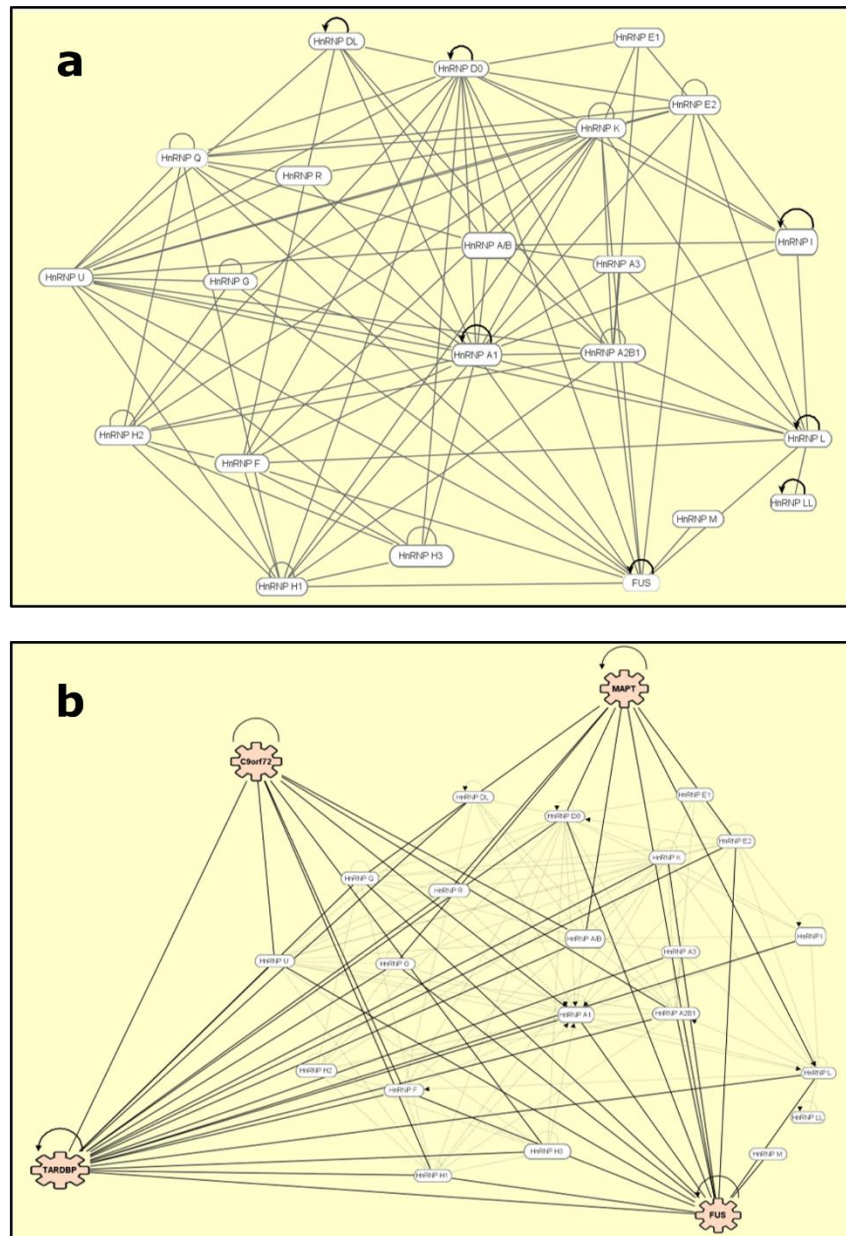 a
HnRNP DL
HnRNP D0
HnRNP E1
HnRNP E2
HnRNP K
HnRNP Q
HnRNP R
HnRNP A/B
HnRNP I
HnRNP A3
HnRNP U
HnRNP G
HnRNP A1
HnRNP A2B1
HnRNP H2
HnRNP L
HnRNP F
HnRNP LL
HnRNP M
HnRNP H3
HnRNP H1
FUS
b
MAPT
C9orf72
HnRNP DL
HnRNP E1
HnRNP D0
HnRNP E2
HnRNP K
HnRNP Q
HnRNP R
HnRNP A/B
HnRNP I
HnRNP A3
HnRNP U
HnRNP G
HnRNP A1
HnRNP A2B1
HnRNP H2
HnRNP L
HnRNP F
HnRNP LL
HnRNP H3
HnRNP M
TARDBP
HnRNP H1
FUS